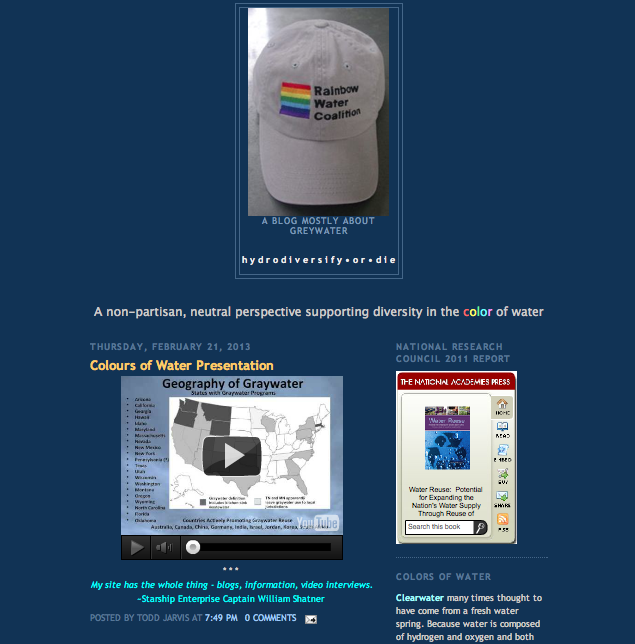 Rainbow
Water
Coalition
A BLOG MOSTLY ABOUT
GREYWATER
hydrodiversify•or•die
A non-partisan, neutral perspective supporting diversity in the color of water
THURSDAY, FEBRUARY 21, 2013
Colours of Water Presentation
Geography of Graywater
Status with Graywater Programs
Arizona
California
Georgia
Hawaii
Idaho
Maryland
Massachusetts
Nevada
New Mexico
New York
Pennsylvania
Texas
Utah
Wisconsin
Washington
Montana
Oregon
Wyoming
North Carolina
Florida
Oklahoma
Countries Actively Promoting Graywater Reuse
Australia, Canada, China, Germany, India, Israel, Jordan, Korea,
YouTube
* * *
My site has the whole thing - blogs, information, video interviews.
~Starship Enterprise Captain William Shatner
POSTED BY TODD JARVIS AT 7:49 PM 0 COMMENTS
NATIONAL RESEARCH
COUNCIL 2011 REPORT
THE NATIONAL ACADEMIES PRESS
Water Reuse
HOME
READ
EMBED
BUY
SHARE
RSS
Water Reuse: Potential
for Expanding the
Nation's Water Supply
Through Reuse of
Search this book
COLORS OF WATER
Clearwater many times thought to
have come from a fresh water
spring. Because water is composed
of hydrogen and oxygen and both